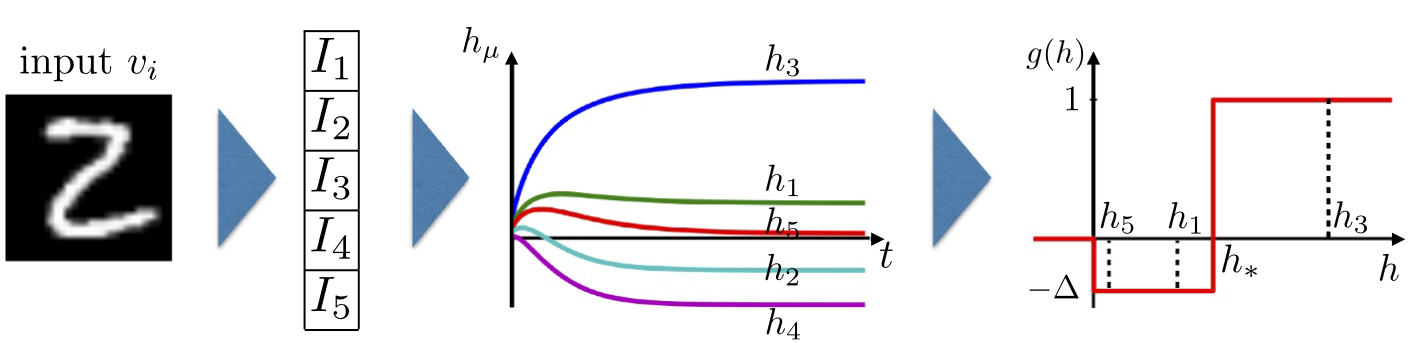 input v_i
I_1
I_2
I_3
I_4
I_5
h_μ
h_3
h_1
h_5
h_2
h_4
t
g(h)
1
h_5 h_1 h_3
h_*
h
−Δ